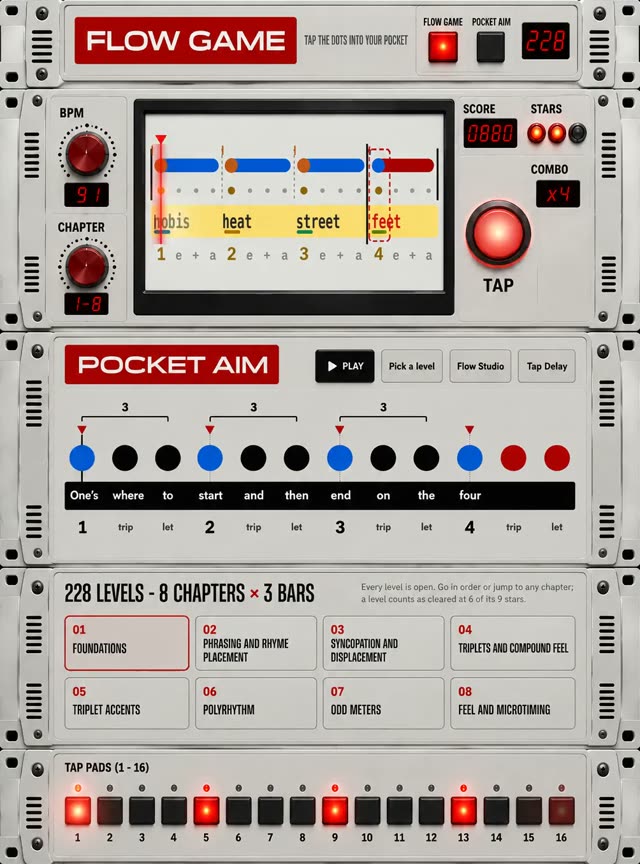 FLOW GAME
TAP THE DOTS INTO YOUR POCKET
FLOW GAME
POCKET AIM
228
BPM
91
CHAPTER
1-8
hobis heat street feet
1 e + a 2 e + a 3 e + a 4 e + a
SCORE
0880
STARS
COMBO
x4
TAP
POCKET AIM
PLAY
Pick a level
Flow Studio
Tap Delay
3 3 3
One's where to start and then end on the four
1 trip let 2 trip let 3 trip let 4 trip let
228 LEVELS - 8 CHAPTERS × 3 BARS
Every level is open. Go in order or jump to any chapter;
a level counts as cleared at 6 of its 9 stars.
01
FOUNDATIONS
02
PHRASING AND RHYME
PLACEMENT
03
SYNCOPATION AND
DISPLACEMENT
04
TRIPLETS AND COMPOUND FEEL
05
TRIPLET ACCENTS
06
POLYRHYTHM
07
ODD METERS
08
FEEL AND MICROTIMING
TAP PADS (1 - 16)
1 2 3 4 5 6 7 8 9 10 11 12 13 14 15 16